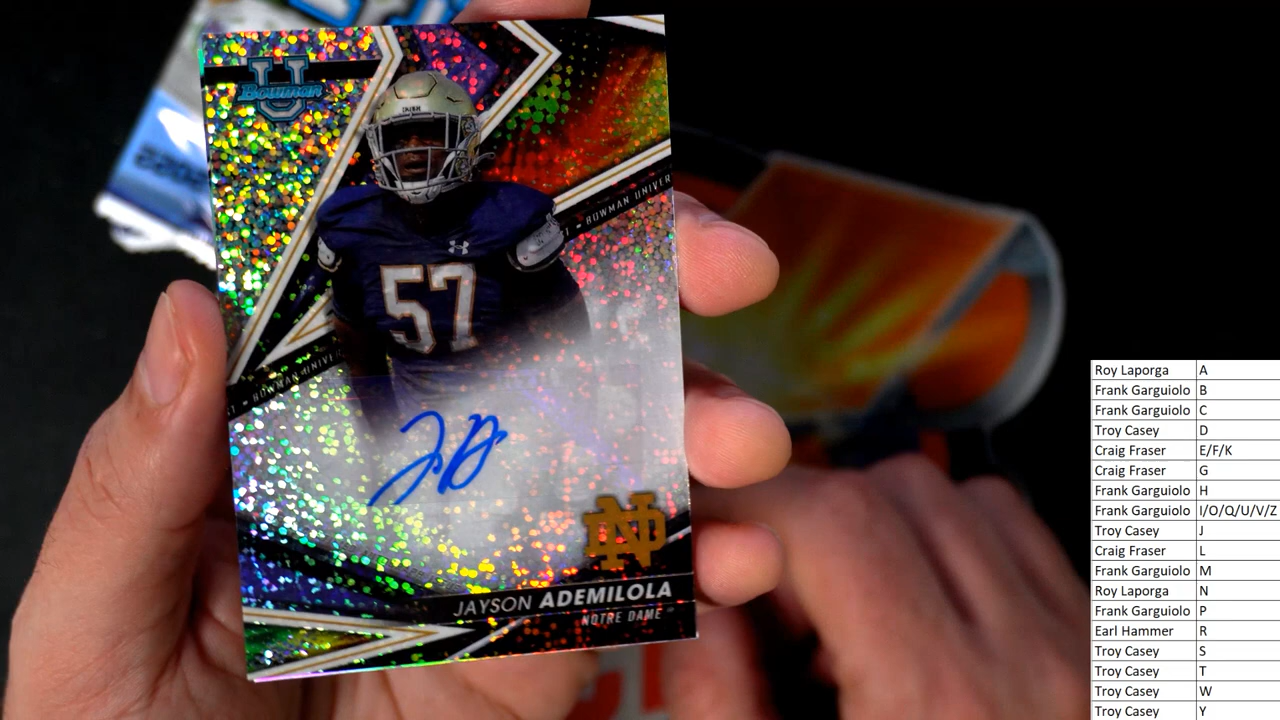 U
Bowman
IRISH
57
ST - BOWMAN UNIVER
ST - BOWMAN UNIVER
ND
JAYSON ADEMILOLA
NOTRE DAME
Roy Laporga A
Frank Garguiolo B
Frank Garguiolo C
Troy Casey D
Craig Fraser E/F/K
Craig Fraser G
Frank Garguiolo H
Frank Garguiolo I/O/Q/U/V/Z
Troy Casey J
Craig Fraser L
Frank Garguiolo M
Roy Laporga N
Frank Garguiolo P
Earl Hammer R
Troy Casey S
Troy Casey T
Troy Casey W
Troy Casey Y